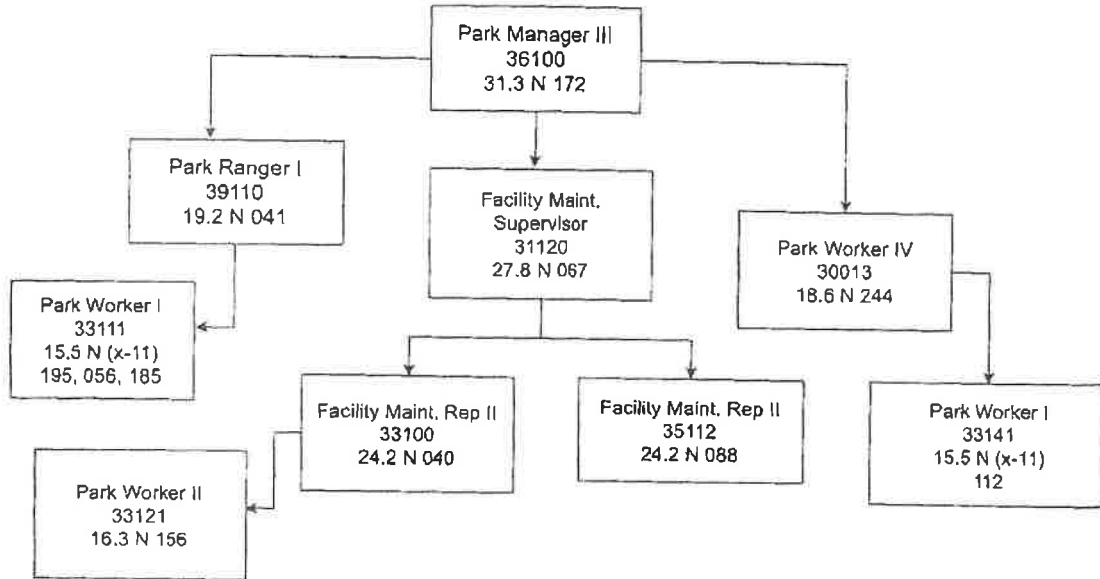 Park Manager III
36100
31.3 N 172
Park Ranger I
39110
19.2 N 041
Facility Maint.
Supervisor
31120
27.8 N 067
Park Worker IV
30013
18.6 N 244
Park Worker I
33111
15.5 N (x-11)
195, 056, 185
Facility Maint. Rep II
33100
24.2 N 040
Facility Maint. Rep II
35112
24.2 N 088
Park Worker I
33141
15.5 N (x-11)
112
Park Worker II
33121
16.3 N 156